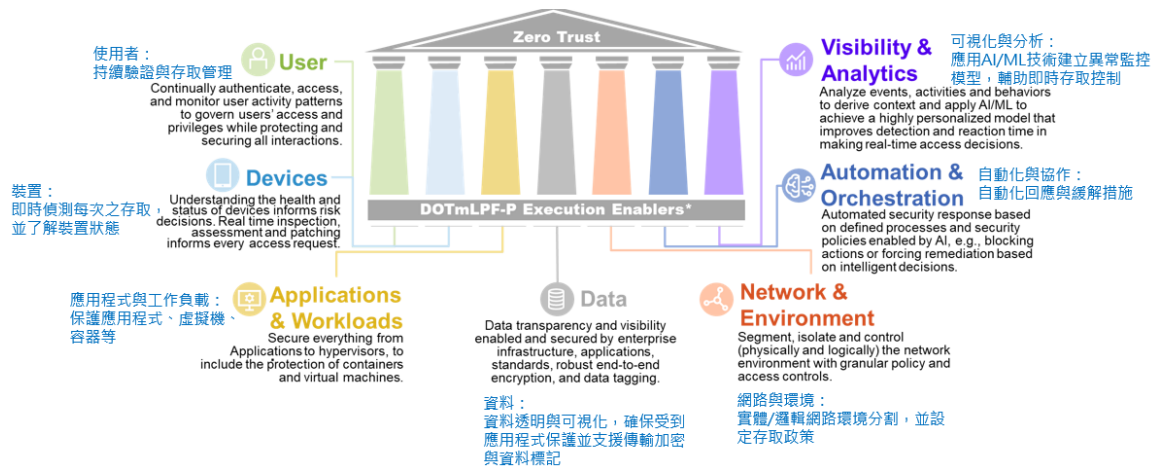 Zero Trust
使用者：
持續驗證與存取管理
User
Continually authenticate, access,
and monitor user activity patterns
to govern users' access and
privileges while protecting and
securing all interactions.
Visibility &
Analytics
可視化與分析：
應用AI/ML技術建立異常監控
模型，輔助即時存取控制
Analyze events, activities and behaviors
to derive context and apply AI/ML to
achieve a highly personalized model that
improves detection and reaction time in
making real-time access decisions.
裝置：
即時偵測每次之存取，
並了解裝置狀態
Devices
Understanding the health and
status of devices informs risk
decisions. Real time inspection,
assessment and patching
informs every access request.
DOTmLPF-P Execution Enablers*
Automation &
Orchestration
自動化與協作：
自動化回應與緩解措施
Automated security response based
on defined processes and security
policies enabled by AI, e.g., blocking
actions or forcing remediation based
on intelligent decisions.
應用程式與工作負載：
保護應用程式、虛擬機、
容器等
Applications
& Workloads
Secure everything from
Applications to hypervisors, to
include the protection of containers
and virtual machines.
Data
Data transparency and visibility
enabled and secured by enterprise
infrastructure, applications,
standards, robust end-to-end
encryption, and data tagging.
資料：
資料透明與可視化，確保受到
應用程式保護並支援傳輸加密
與資料標記
Network &
Environment
Segment, isolate and control
(physically and logically) the network
environment with granular policy and
access controls.
網路與環境：
實體/邏輯網路環境分割，並設
定存取政策